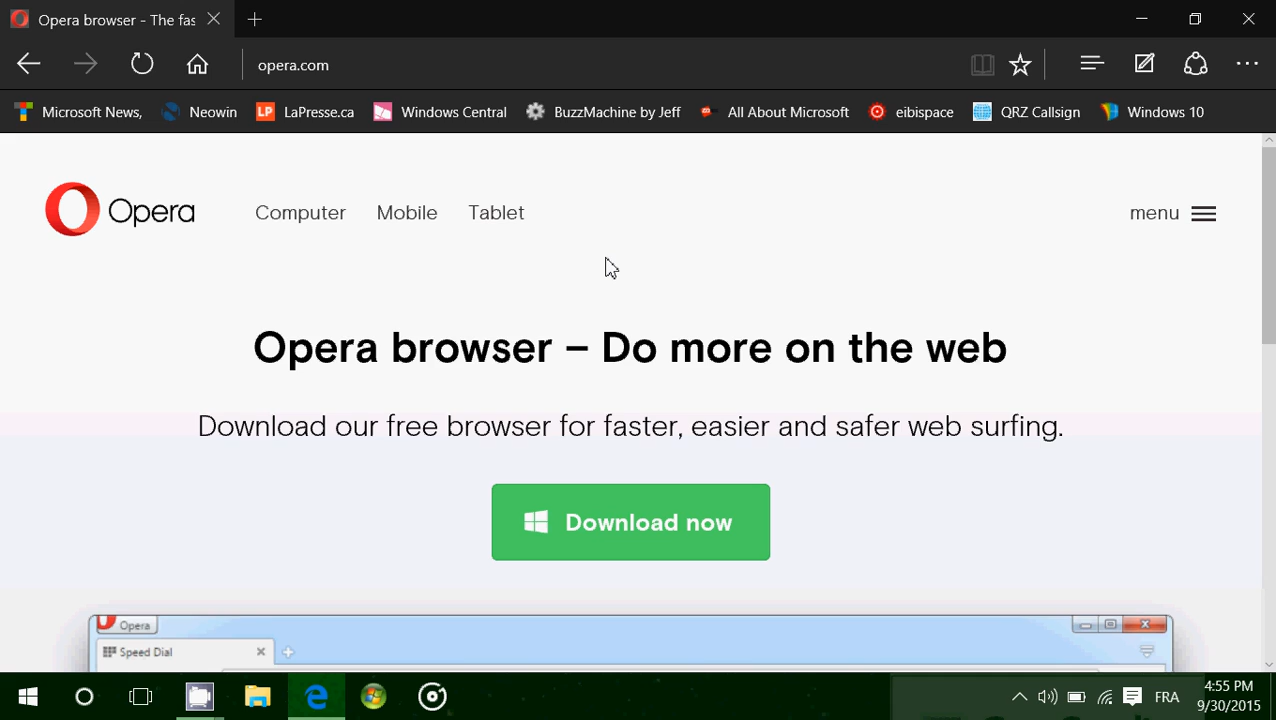 Opera browser - The fas
opera.com
Microsoft News,
Neowin
LP
LaPresse.ca
Windows Central
BuzzMachine by Jeff
All About Microsoft
eibispace
QRZ Callsign
Windows 10
Opera
Computer
Mobile
Tablet
menu
Opera browser – Do more on the web
Download our free browser for faster, easier and safer web surfing.
Download now
Opera
Speed Dial
FRA
4:55 PM
9/30/2015